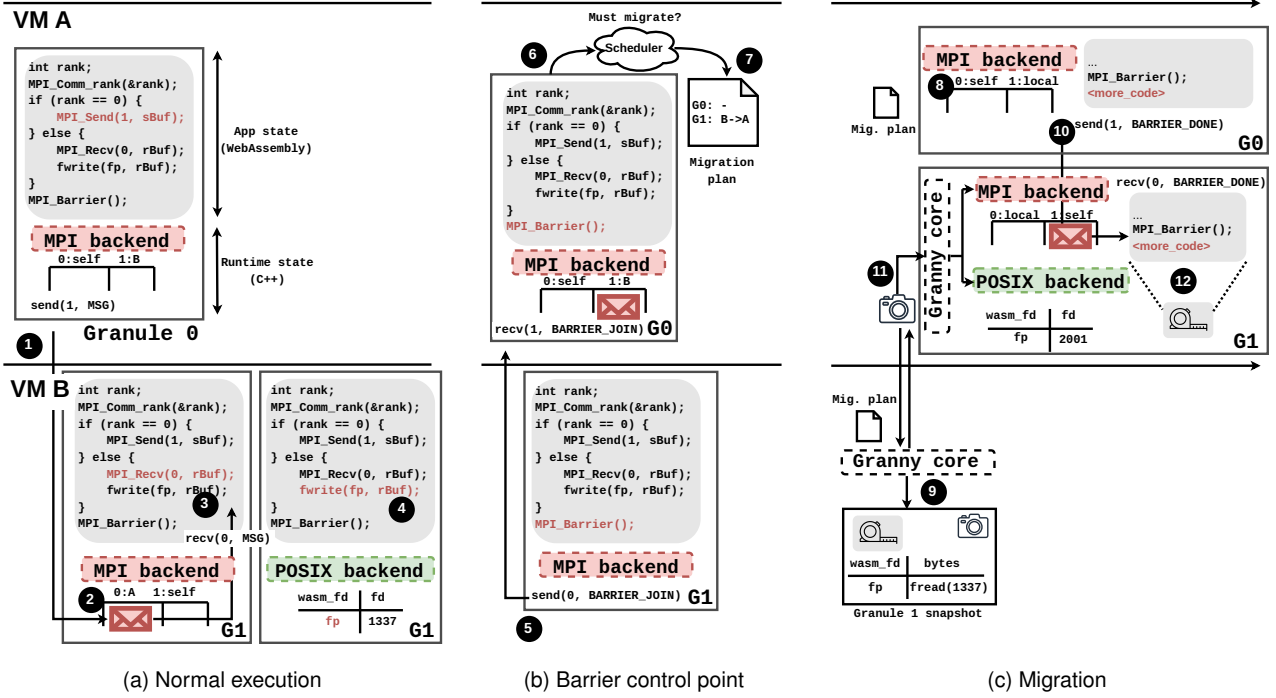 VM A
int rank;
MPI_Comm_rank(&rank);
if (rank == 0) {
MPI_Send(1, sBuf);
} else {
MPI_Recv(0, rBuf);
fwrite(fp, rBuf);
}
MPI_Barrier();
App state
(WebAssembly)
MPI backend
0:self 1:B
Runtime state
(C++)
send(1, MSG)
Granule 0
1
VM B
int rank;
MPI_Comm_rank(&rank);
if (rank == 0) {
MPI_Send(1, sBuf);
} else {
MPI_Recv(0, rBuf);
fwrite(fp, rBuf);
}
MPI_Barrier();
3
recv(0, MSG)
MPI backend
2
0:A 1:self
G1
int rank;
MPI_Comm_rank(&rank);
if (rank == 0) {
MPI_Send(1, sBuf);
} else {
MPI_Recv(0, rBuf);
fwrite(fp, rBuf);
}
MPI_Barrier();
4
POSIX backend
wasm_fd fd
fp 1337
G1
(a) Normal execution
Must migrate?
6
Scheduler
7
int rank;
MPI_Comm_rank(&rank);
if (rank == 0) {
MPI_Send(1, sBuf);
} else {
MPI_Recv(0, rBuf);
fwrite(fp, rBuf);
}
MPI_Barrier();
G0: -
G1: B->A
Migration
plan
MPI backend
0:self 1:B
recv(1, BARRIER_JOIN)
G0
int rank;
MPI_Comm_rank(&rank);
if (rank == 0) {
MPI_Send(1, sBuf);
} else {
MPI_Recv(0, rBuf);
fwrite(fp, rBuf);
}
MPI_Barrier();
MPI backend
send(0, BARRIER_JOIN)
G1
5
(b) Barrier control point
MPI backend
8
0:self 1:local
...
MPI_Barrier();
<more_code>
Mig. plan
10
send(1, BARRIER_DONE)
G0
Granny core
MPI backend
recv(0, BARRIER_DONE)
0:local 1:self
...
MPI_Barrier();
<more_code>
11
POSIX backend
12
wasm_fd fd
fp 2001
G1
Mig. plan
Granny core
9
wasm_fd bytes
fp fread(1337)
Granule 1 snapshot
(c) Migration